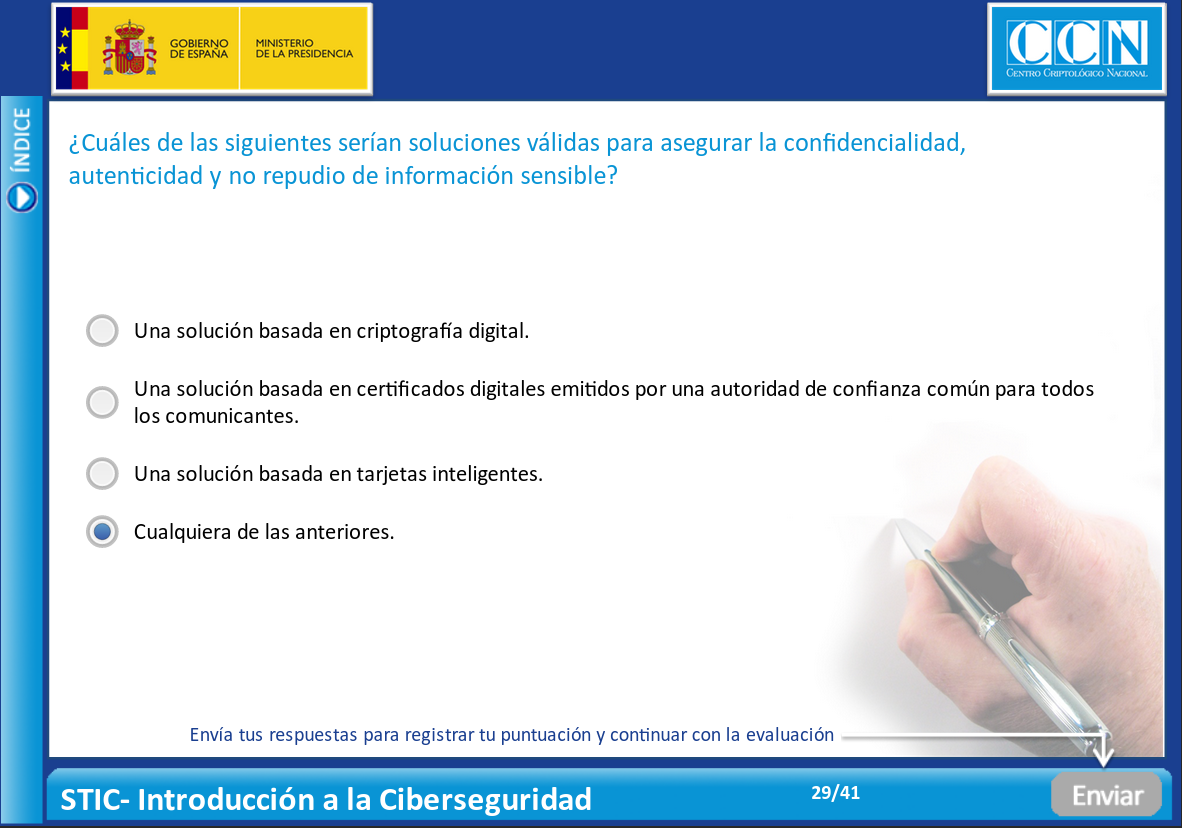 GOBIERNO
DE ESPAÑA
MINISTERIO
DE LA PRESIDENCIA
CCN
CENTRO CRIPTOLÓGICO NACIONAL
ÍNDICE
¿Cuáles de las siguientes serían soluciones válidas para asegurar la confidencialidad,
autenticidad y no repudio de información sensible?
Una solución basada en criptografía digital.
Una solución basada en certificados digitales emitidos por una autoridad de confianza común para todos
los comunicantes.
Una solución basada en tarjetas inteligentes.
Cualquiera de las anteriores.
Envía tus respuestas para registrar tu puntuación y continuar con la evaluación
STIC- Introducción a la Ciberseguridad
29/41
Enviar